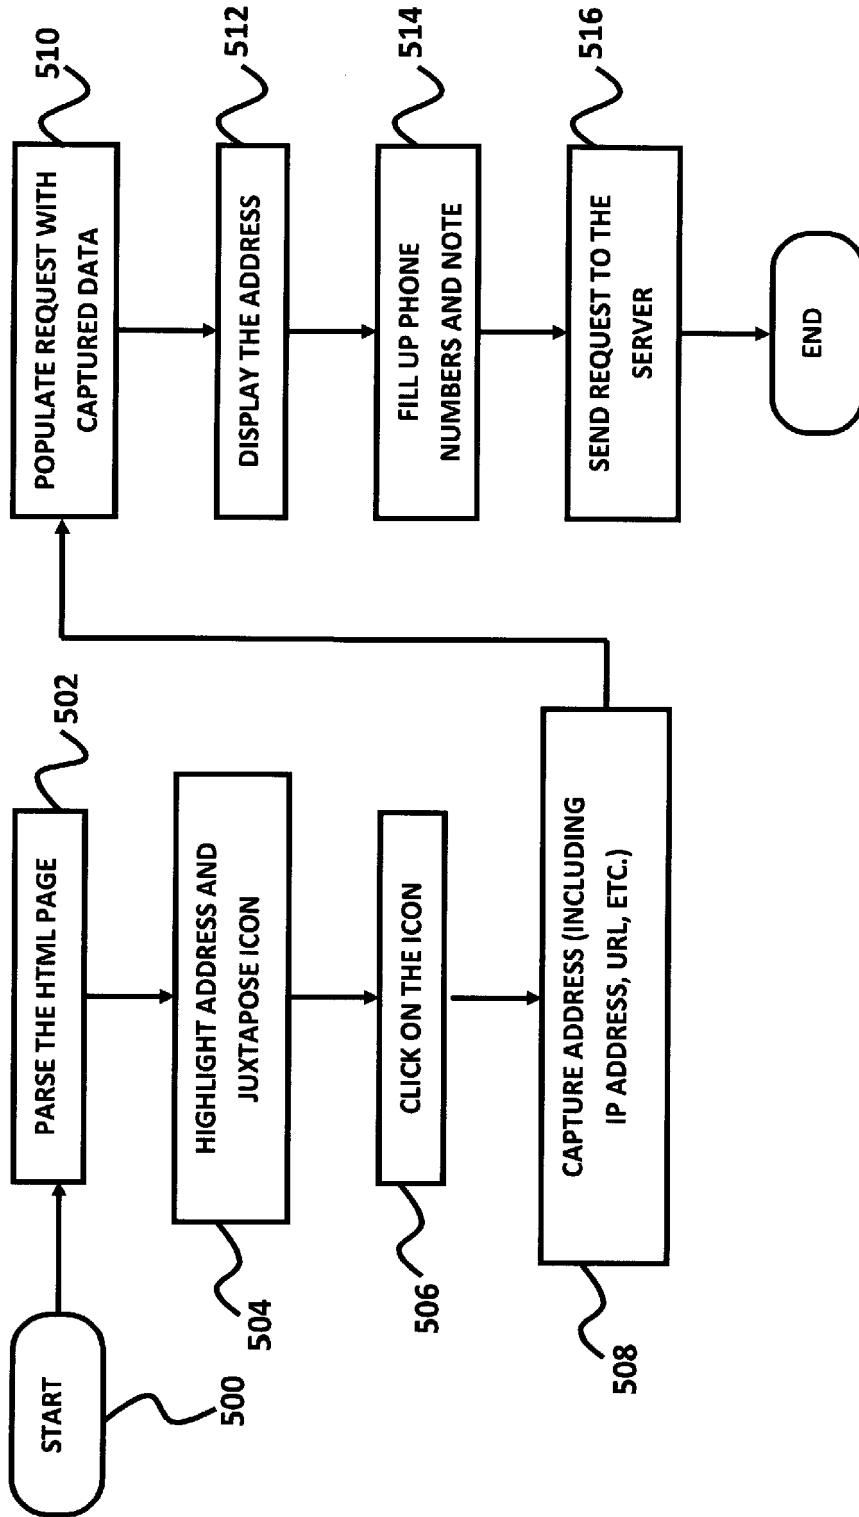 START
500
PARSE THE HTML PAGE
502
HIGHLIGHT ADDRESS AND
JUXTAPOSE ICON
504
CLICK ON THE ICON
506
CAPTURE ADDRESS (INCLUDING
IP ADDRESS, URL, ETC.)
508
POPULATE REQUEST WITH
CAPTURED DATA
510
DISPLAY THE ADDRESS
512
FILL UP PHONE
NUMBERS AND NOTE
514
SEND REQUEST TO THE
SERVER
516
END